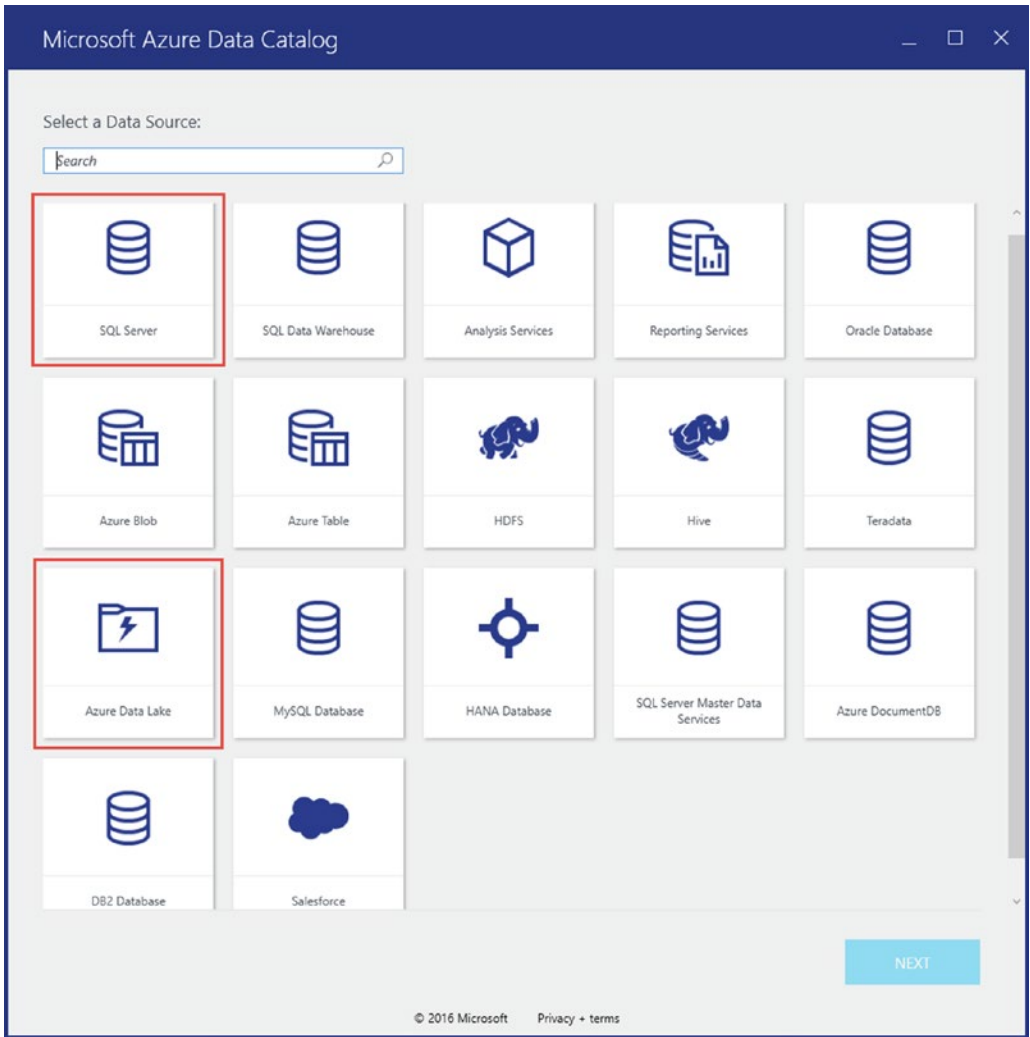 Microsoft Azure Data Catalog
Select a Data Source:
Search
SQL Server
SQL Data Warehouse
Analysis Services
Reporting Services
Oracle Database
Azure Blob
Azure Table
HDFS
Hive
Teradata
Azure Data Lake
MySQL Database
HANA Database
SQL Server Master Data
Services
Azure DocumentDB
DB2 Database
Salesforce
NEXT
© 2016 Microsoft Privacy + terms